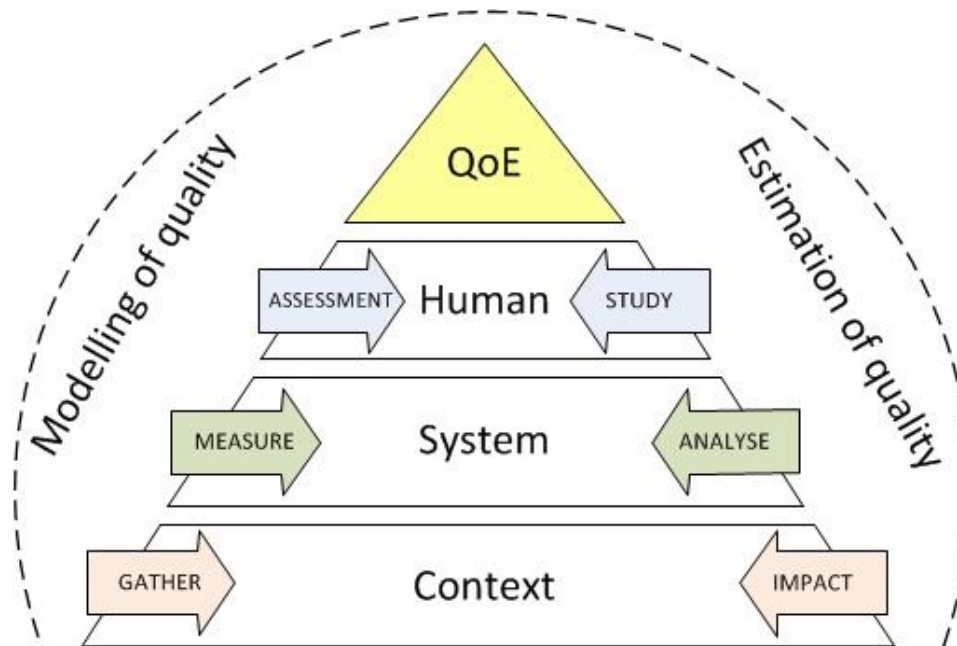 Modelling of quality
Estimation of quality
QoE
ASSESSMENT
Human
STUDY
MEASURE
System
ANALYSE
GATHER
Context
IMPACT